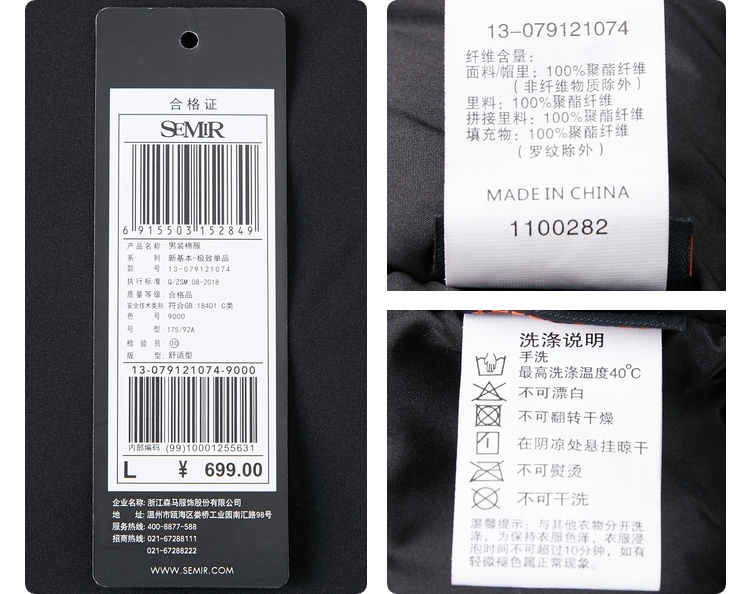 合格证
SEMIR
6 915503 152849
产品名称: 男装棉服
系 列: 新基本-极致单品
款 号: 13-079121074
执行标准: Q/ZSM 08-2018
质量等级: 合格品
安全技术类别: 符合GB 18401 C类
色 号: 9000
号 型: 175/92A
检 验 员: ⑩
版 型: 舒适型
13-079121074-9000
内部编码 (99)10001255631
L ¥ 699.00
企业名称: 浙江森马服饰股份有限公司
地 址: 温州市瓯海区娄桥工业园南汇路98号
服务热线: 400-8877-588
招商热线: 021-67288111
021-67288222
WWW.SEMIR.COM
13-079121074
纤维含量:
面料/帽里: 100%聚酯纤维
(非纤维物质除外)
里料: 100%聚酯纤维
拼接里料: 100%聚酯纤维
填充物: 100%聚酯纤维
(罗纹除外)
MADE IN CHINA
1100282
洗涤说明
手洗
最高洗涤温度40℃
不可漂白
不可翻转干燥
在阴凉处悬挂晾干
不可熨烫
不可干洗
温馨提示: 与其他衣物分开洗
涤, 为保持衣服色泽, 衣服浸
泡时间不可超过10分钟, 如有
轻微褪色属正常现象。